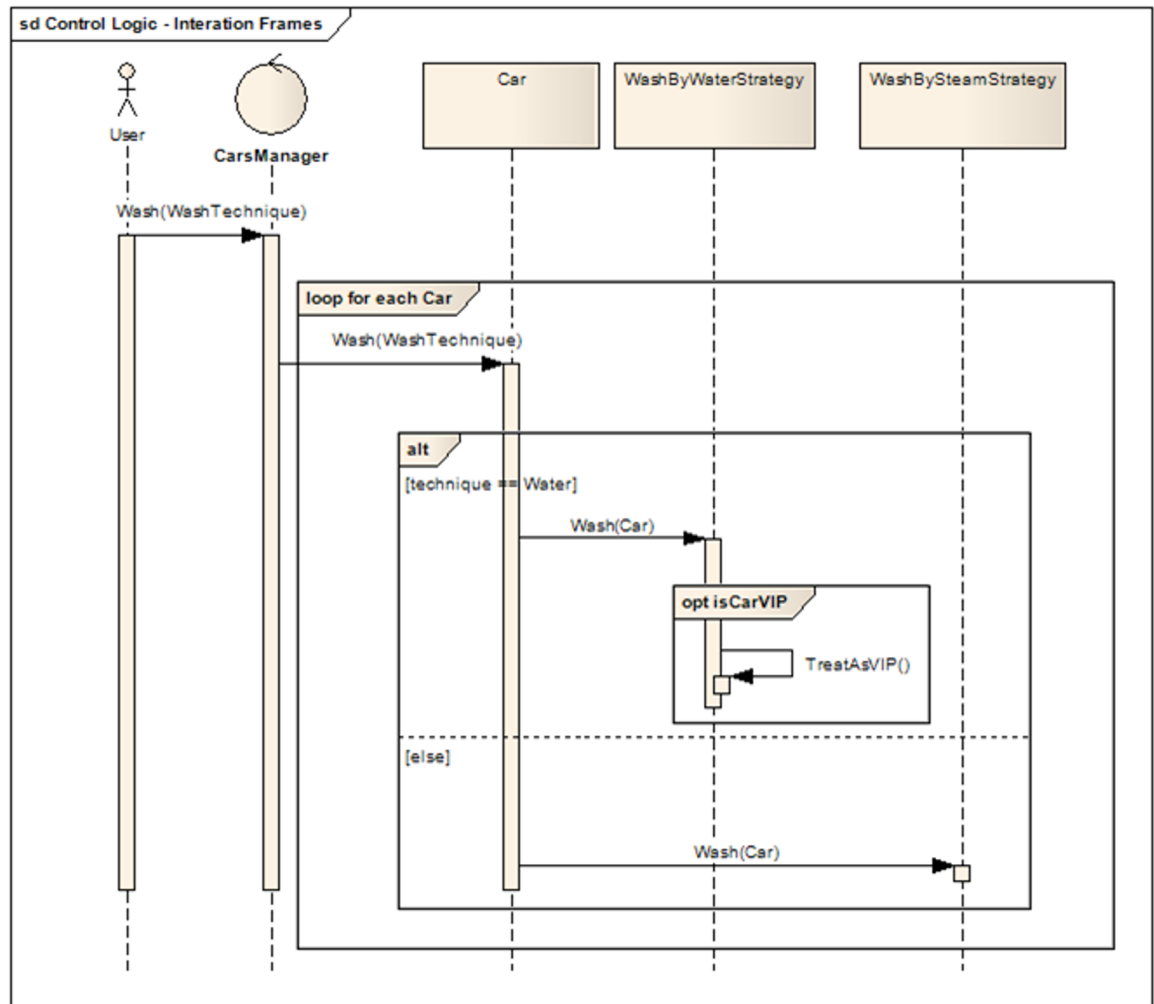 sd Control Logic - Interation Frames
User
CarsManager
Car
WashByWaterStrategy
WashBySteamStrategy
Wash(WashTechnique)
loop for each Car
Wash(WashTechnique)
alt
[technique == Water]
Wash(Car)
opt isCarVIP
TreatAsVIP()
[else]
Wash(Car)